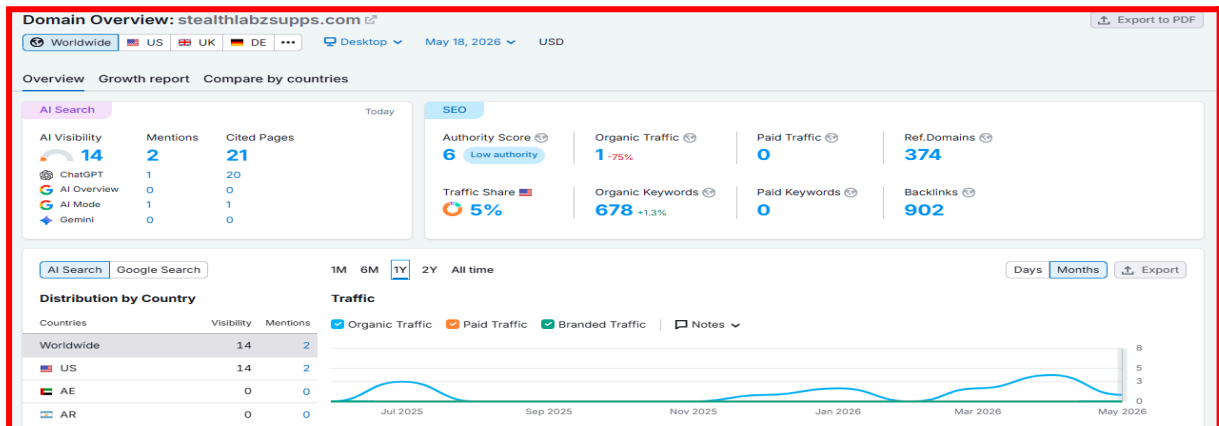 Domain Overview: stealthlabzsupps.com
Export to PDF
Worldwide US UK DE ••• Desktop May 18, 2026 USD
Overview Growth report Compare by countries
AI Search Today
AI Visibility Mentions Cited Pages
14 2 21
ChatGPT 1 20
AI Overview 0 0
AI Mode 1 1
Gemini 0 0
SEO
Authority Score Organic Traffic Paid Traffic Ref.Domains
6 Low authority 1 -75% 0 374
Traffic Share Organic Keywords Paid Keywords Backlinks
5% 678 +1.3% 0 902
AI Search Google Search
1M 6M 1Y 2Y All time
Days Months Export
Distribution by Country
Countries Visibility Mentions
Worldwide 14 2
US 14 2
AE 0 0
AR 0 0
Traffic
Organic Traffic Paid Traffic Branded Traffic Notes
8
5
3
0
Jul 2025 Sep 2025 Nov 2025 Jan 2026 Mar 2026 May 2026